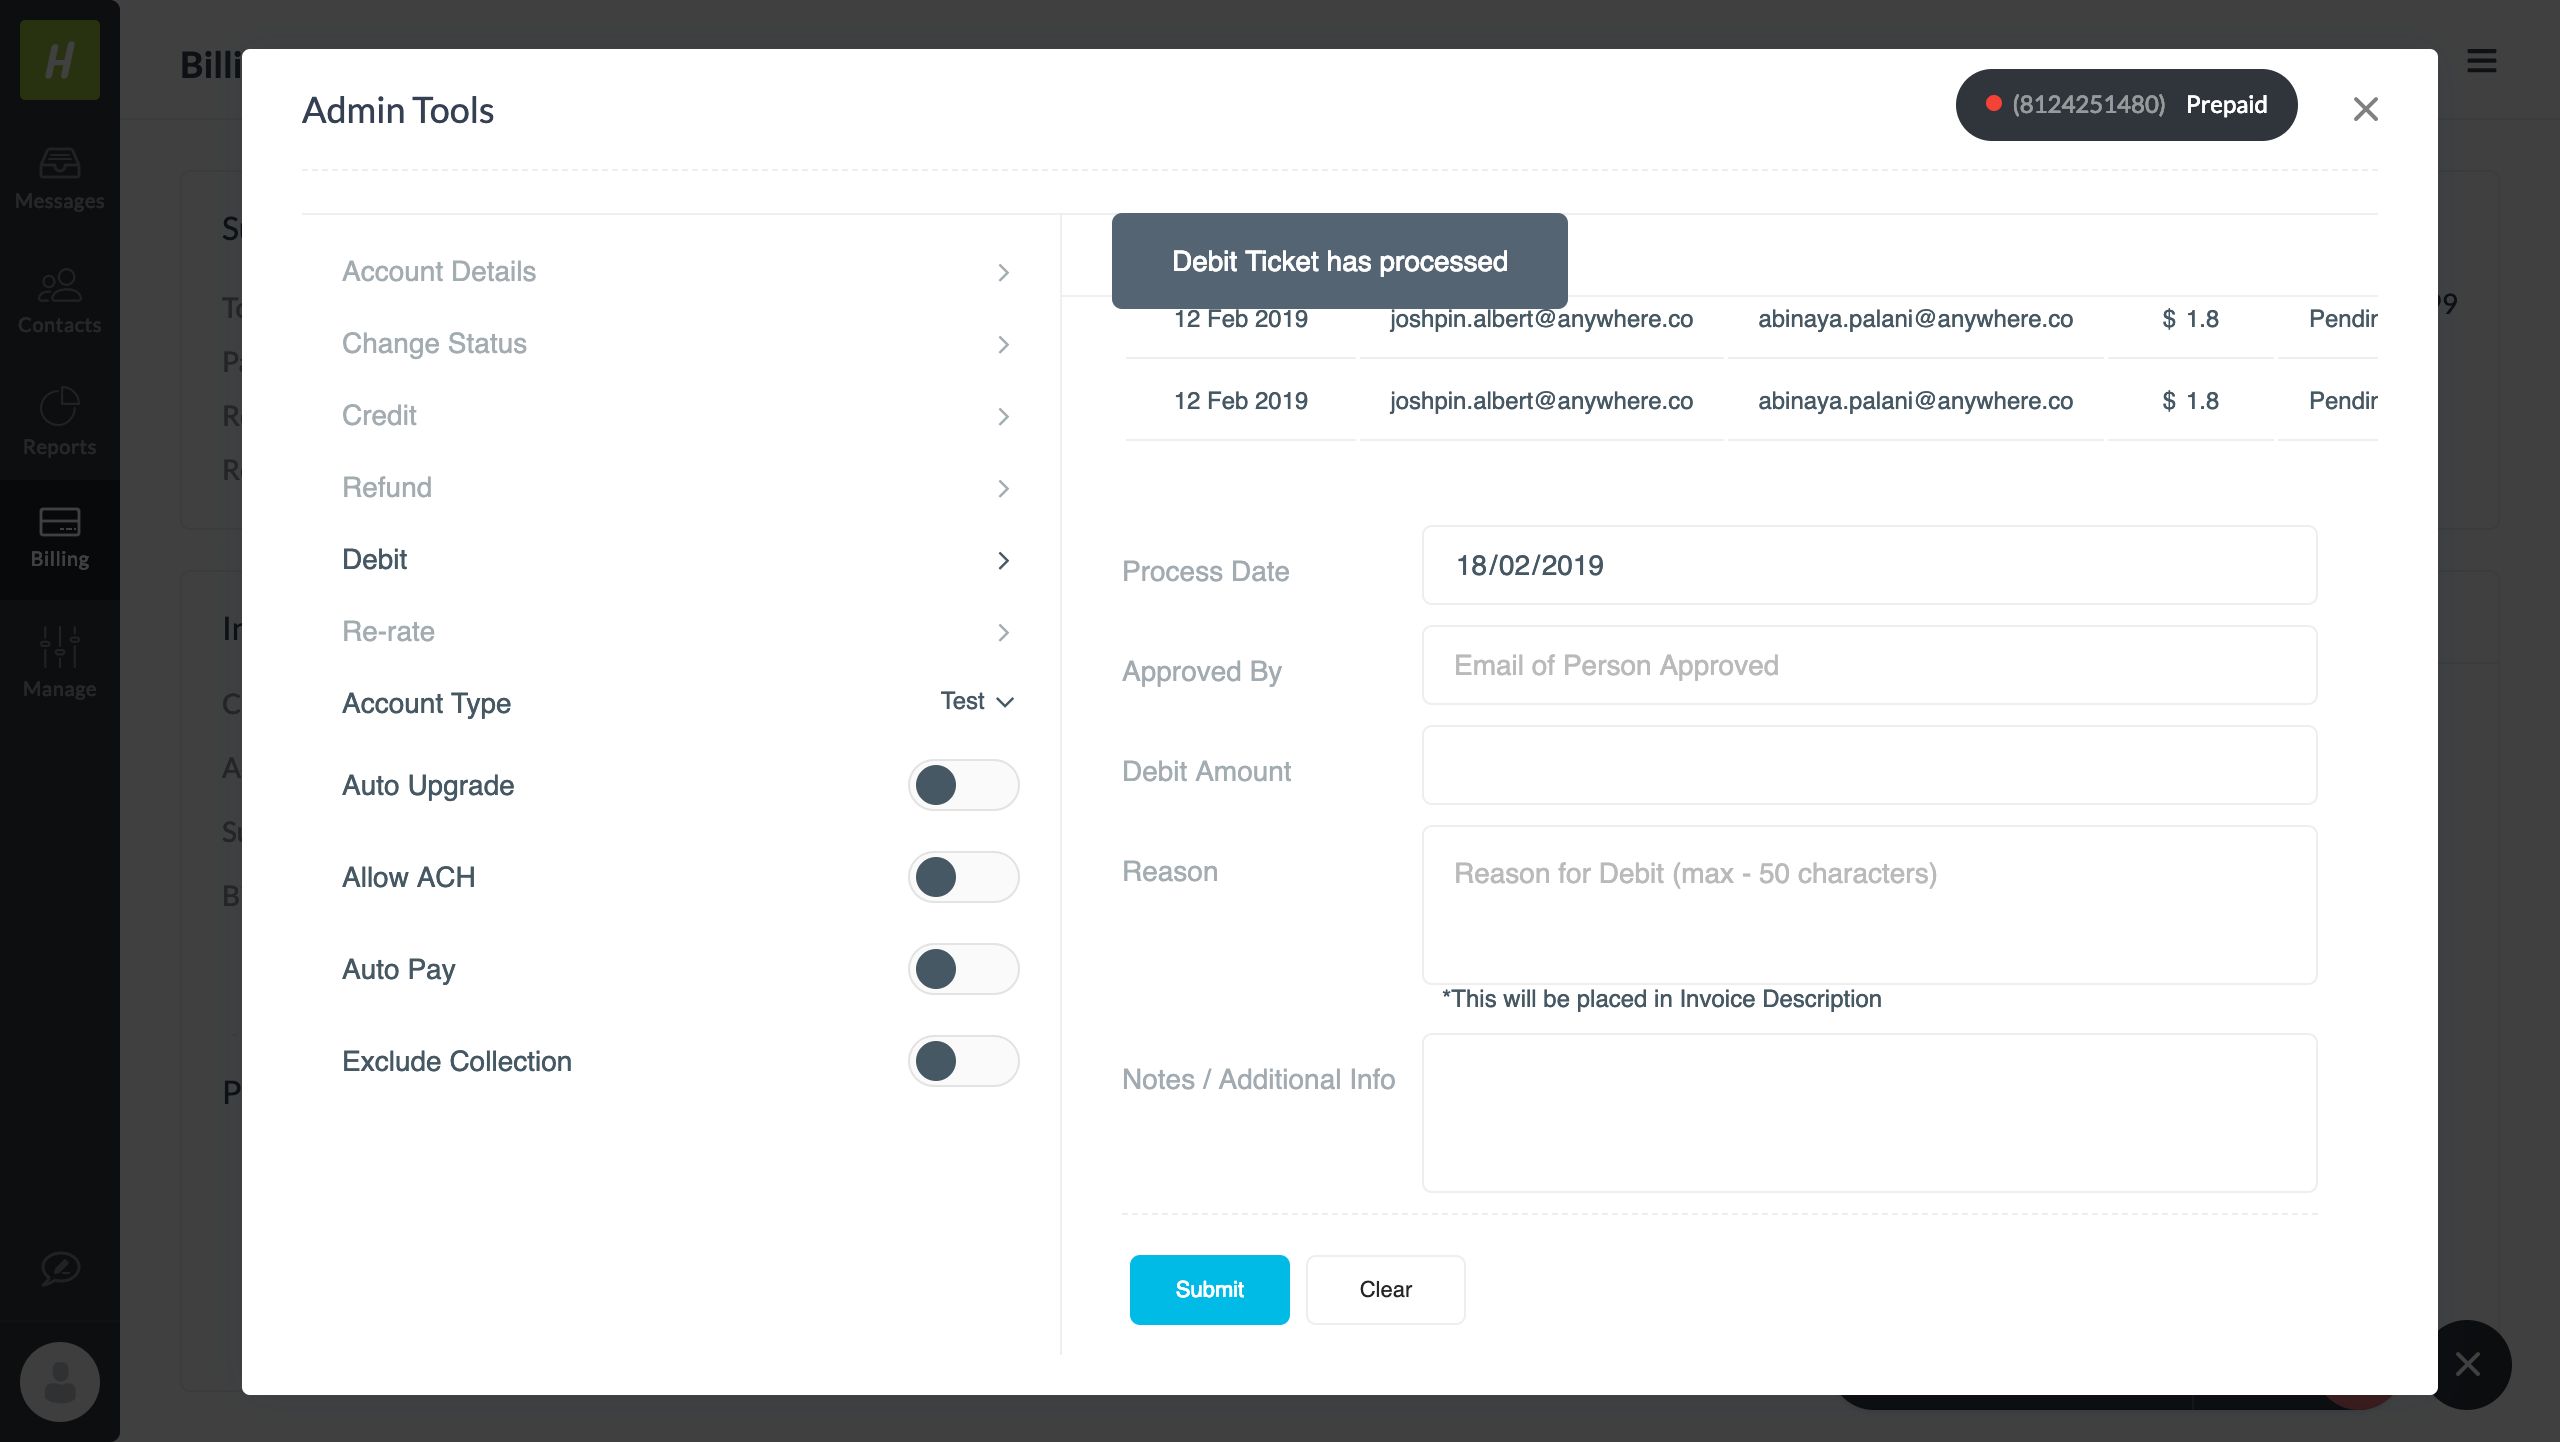 H
Admin Tools
(8124251480) Prepaid
Messages
Contacts
Reports
Billing
Manage
Account Details
Change Status
Credit
Refund
Debit
Re-rate
Account Type
Test
Auto Upgrade
Allow ACH
Auto Pay
Exclude Collection
Debit Ticket has processed
12 Feb 2019 joshpin.albert@anywhere.co abinaya.palani@anywhere.co $ 1.8 Pendin
12 Feb 2019 joshpin.albert@anywhere.co abinaya.palani@anywhere.co $ 1.8 Pendin
Process Date
18/02/2019
Approved By
Email of Person Approved
Debit Amount
Reason
Reason for Debit (max - 50 characters)
*This will be placed in Invoice Description
Notes / Additional Info
Submit
Clear